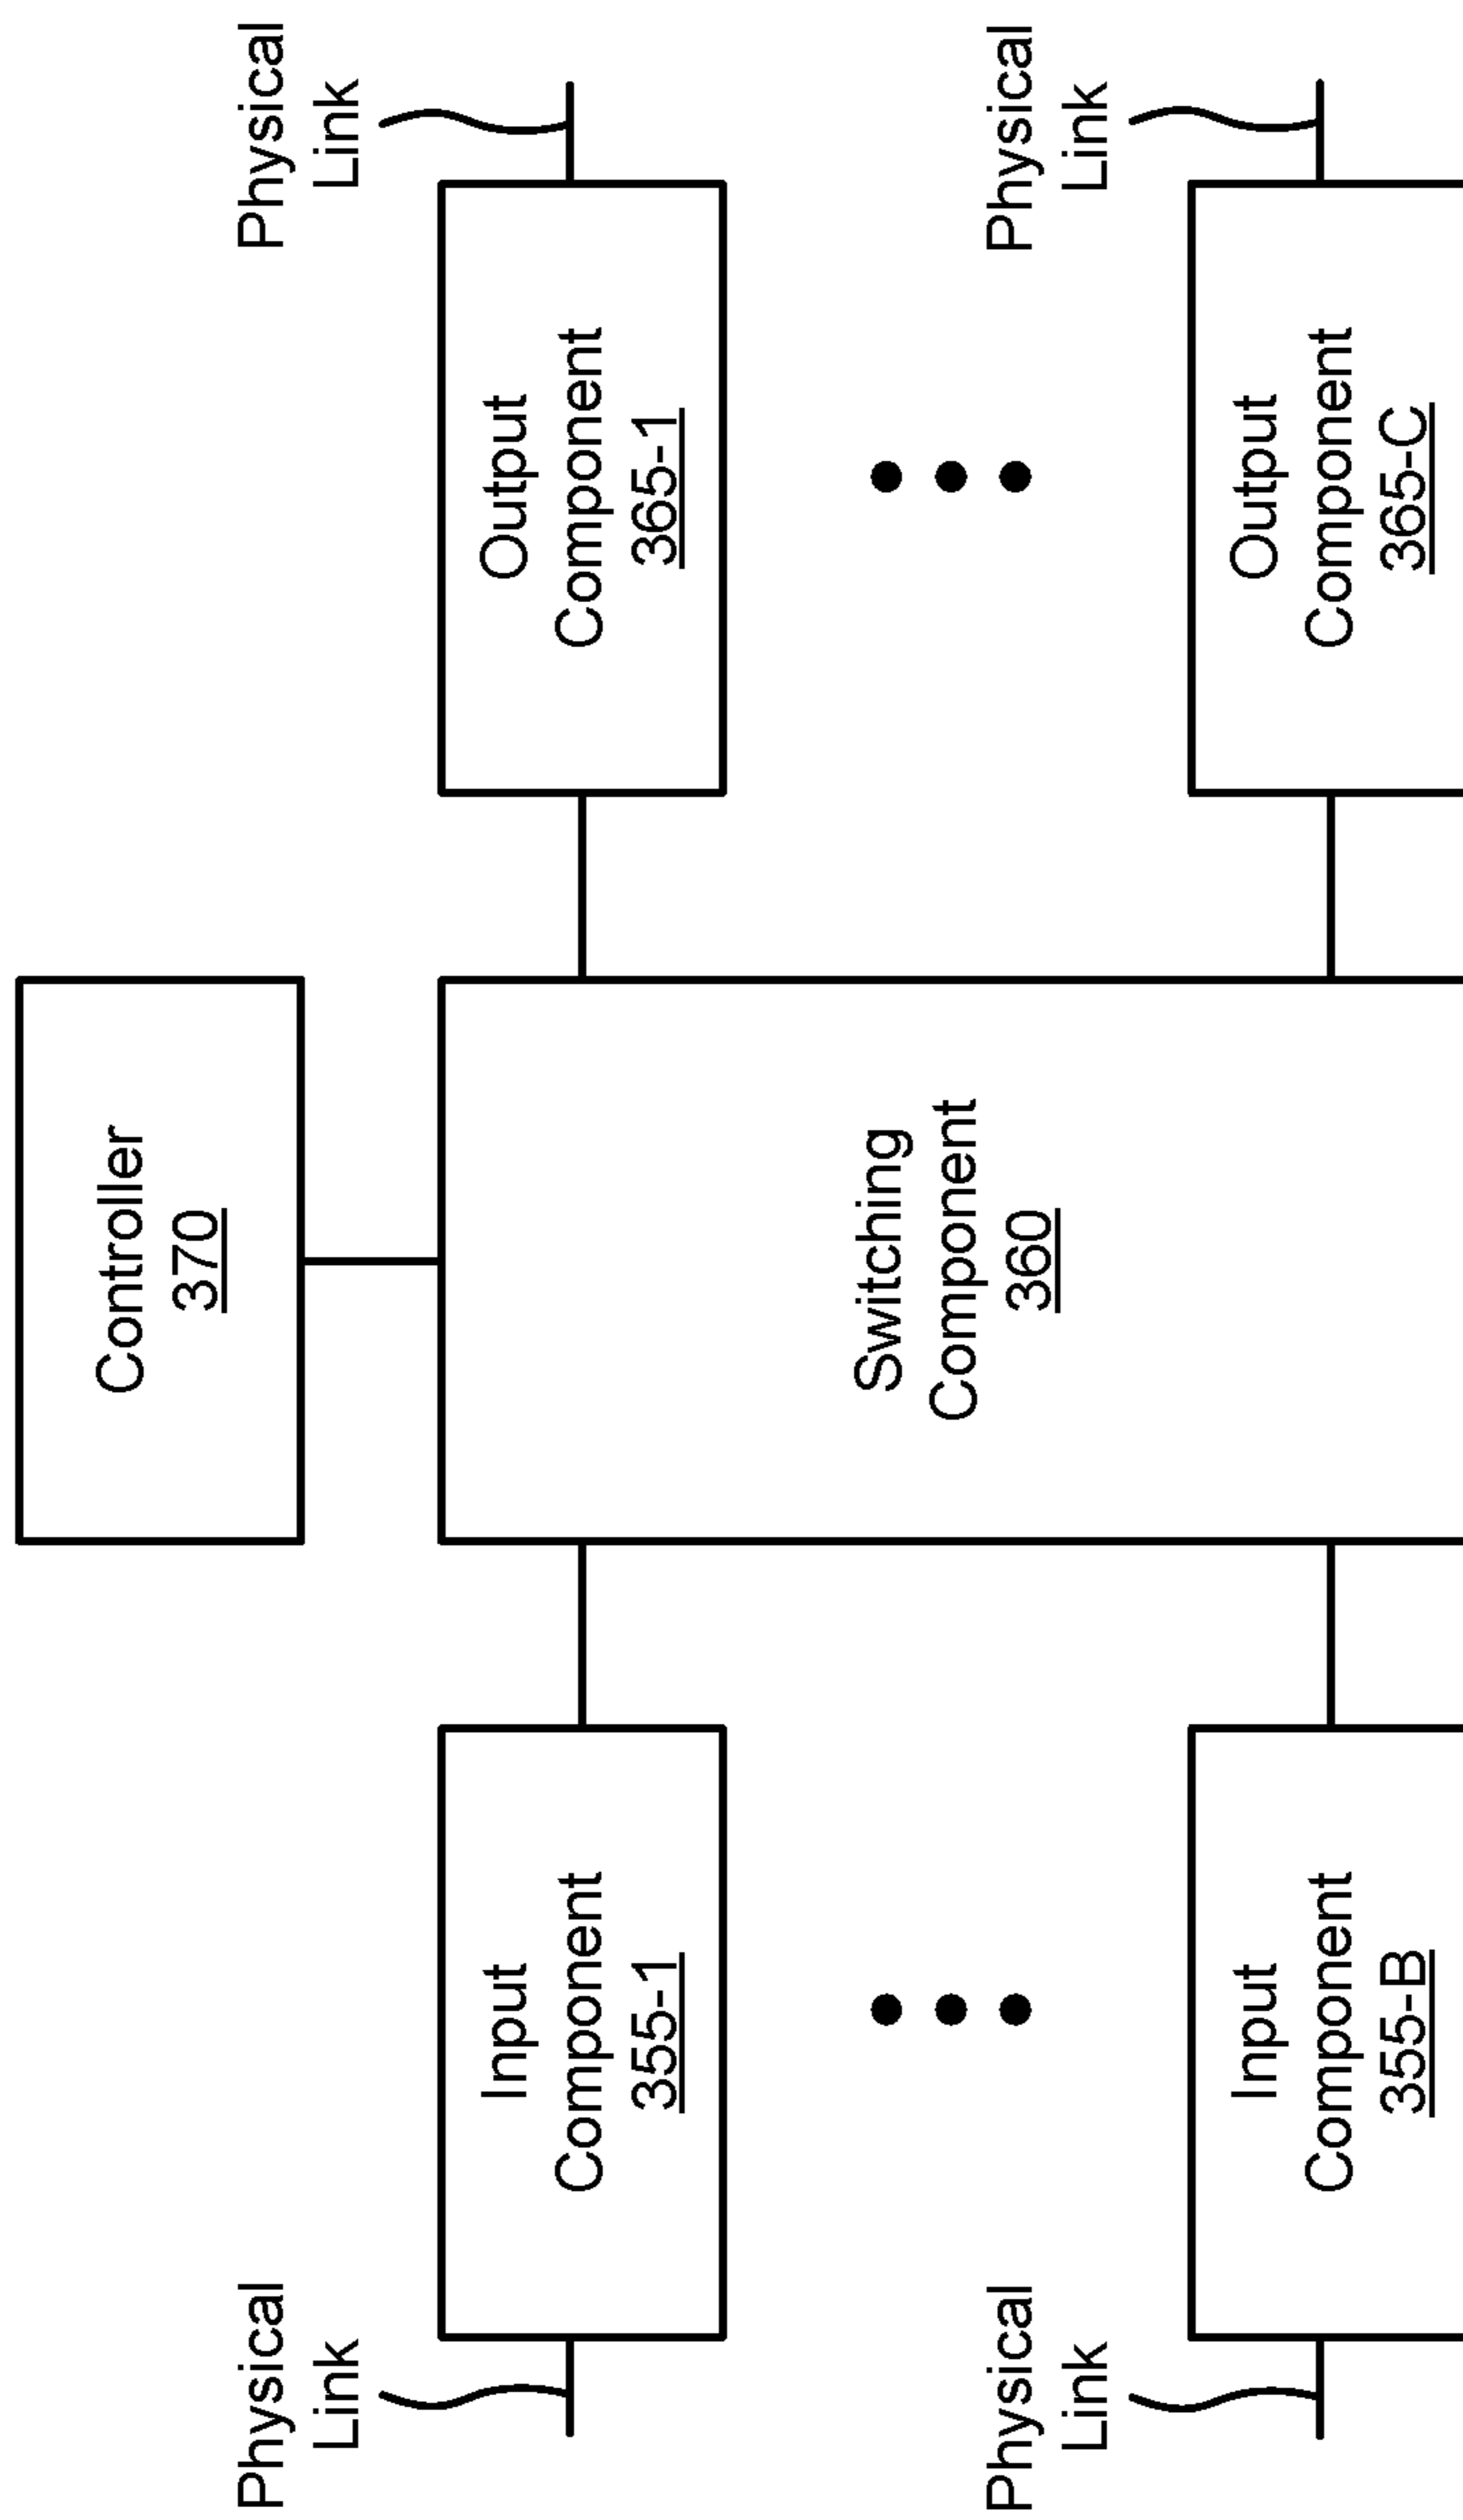 Controller
370
Physical
Link
Input
Component
355-1
Switching
Component
360
Physical
Link
Output
Component
365-1
Physical
Link
Input
Component
355-B
Physical
Link
Output
Component
365-C